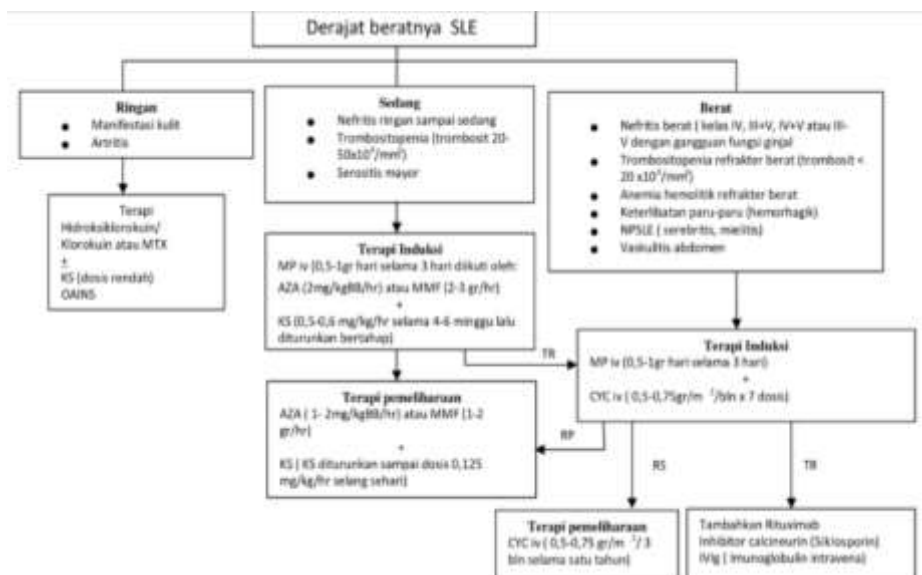 Derajat beratnya SLE
Ringan
● Manifestasi kulit
● Artritis
Terapi
Hidroksiklorokuin/
Klorokuin atau MTX
±
KS (dosis rendah)
OAINS
Sedang
● Nefritis ringan sampai sedang
● Trombositopenia (trombosit 20-
50x10³/mm³)
● Serositis mayor
Terapi Induksi
MP iv (0,5-1gr hari selama 3 hari diikuti oleh:
AZA (2mg/kgBB/hr) atau MMF (2-3 gr/hr)
+
KS (0,5-0,6 mg/kg/hr selama 4-6 minggu lalu
diturunkan bertahap)
TR
Terapi pemeliharaan
AZA ( 1- 2mg/kgBB/hr) atau MMF (1-2
gr/hr)
+
KS ( KS diturunkan sampai dosis 0,125
mg/kg/hr selang sehari)
Berat
● Nefritis berat ( kelas IV, III+V, IV+V atau III-
V dengan gangguan fungsi ginjal
● Trombositopenia refrakter berat (trombosit <
20 x10³/mm³)
● Anemia hemolitik refrakter berat
● Keterlibatan paru-paru (hemorhagik)
● NPSLE ( serebritis, mielitis)
● Vaskulitis abdomen
Terapi Induksi
MP iv (0,5-1gr hari selama 3 hari)
+
CYC iv ( 0,5-0,75gr/m ²/bln x 7 dosis)
RP
RS
TR
Terapi pemeliharaan
CYC iv ( 0,5-0,75 gr/m ²/ 3
bln selama satu tahun)
Tambahkan Rituximab
Inhibitor calcineurin (Siklosporin)
IVIg ( Imunoglobulin intravena)